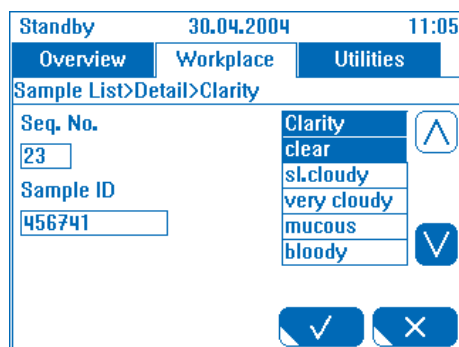 Standby 30.04.2004 11:05
Overview Workplace Utilities
Sample List>Detail>Clarity
Seq. No.
23
Sample ID
456741
Clarity
clear
sl.cloudy
very cloudy
mucous
bloody